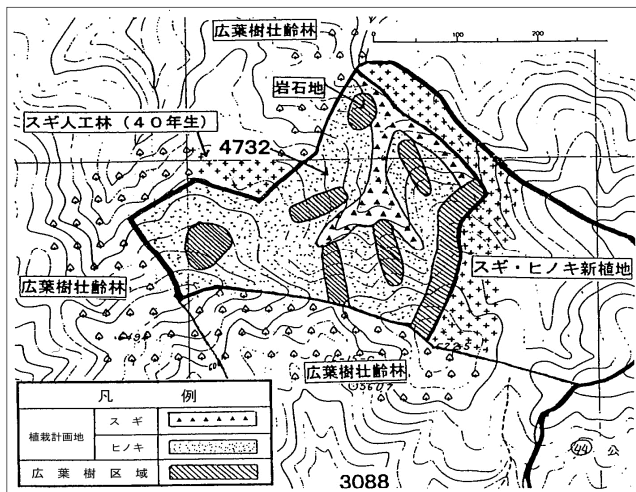 広葉樹壮齢林
0 100 200
岩石地
スギ人工林（４０年生）
4732
スギ・ヒノキ新植地
広葉樹壮齢林
広葉樹壮齢林
凡 例
植栽計画地
スギ
ヒノキ
広葉樹区域
3088
44 公